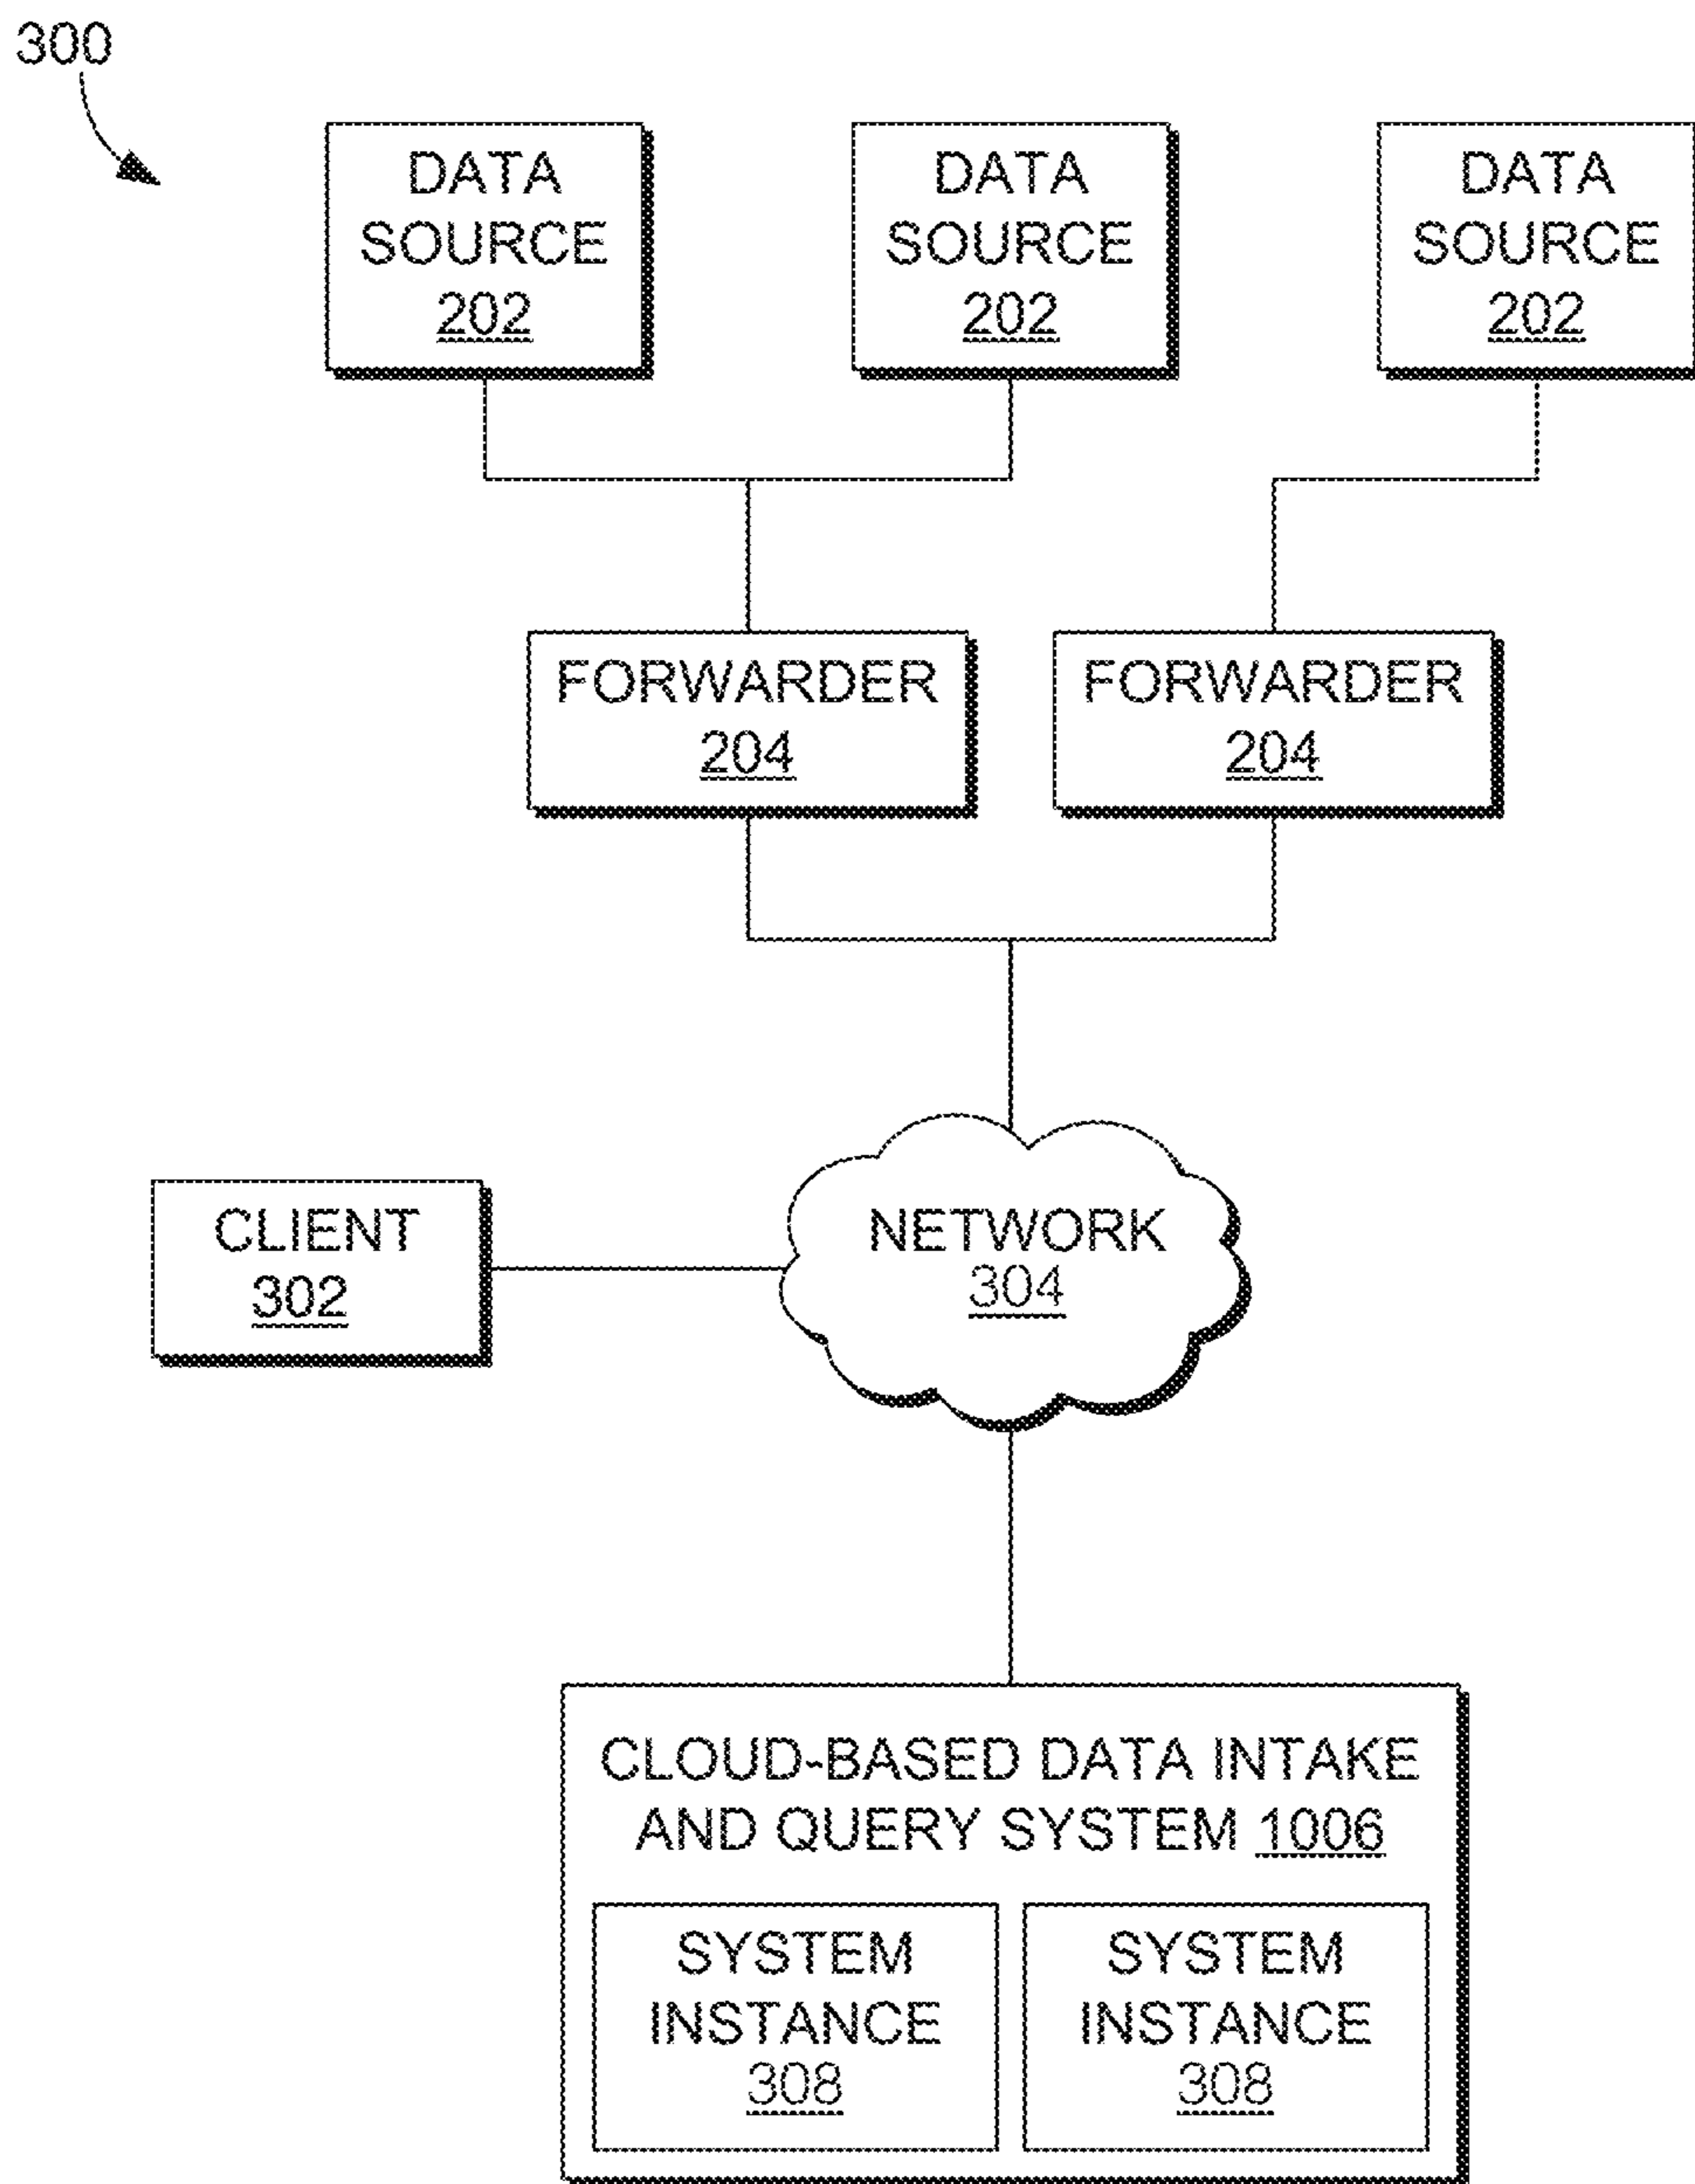 300
DATA
SOURCE
202
DATA
SOURCE
202
DATA
SOURCE
202
FORWARDER
204
FORWARDER
204
CLIENT
302
NETWORK
304
CLOUD-BASED DATA INTAKE
AND QUERY SYSTEM 1006
SYSTEM
INSTANCE
308
SYSTEM
INSTANCE
308